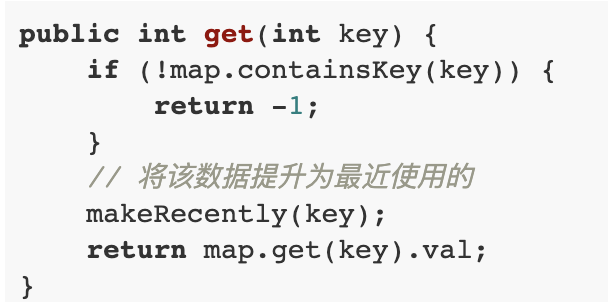 public int get(int key) {
    if (!map.containsKey(key)) {
        return -1;
    }
    // 将该数据提升为最近使用的
    makeRecently(key);
    return map.get(key).val;
}